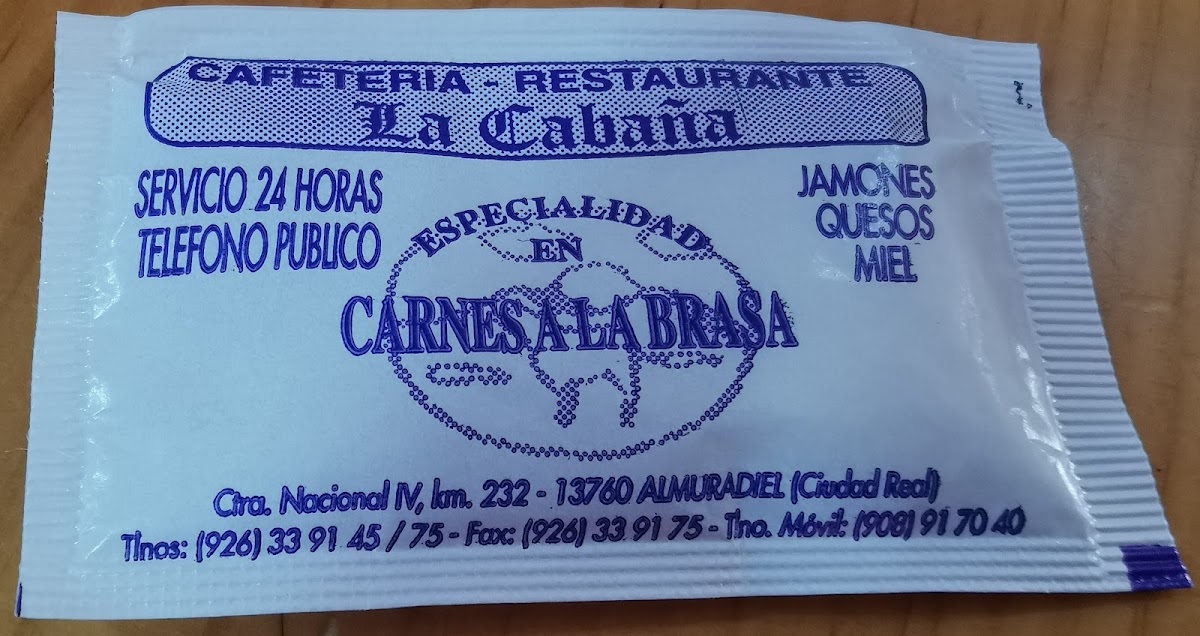 CAFETERIA - RESTAURANTE
La Cabaña
SERVICIO 24 HORAS
TELEFONO PUBLICO
JAMONES
QUESOS
MIEL
ESPECIALIDAD
EN
CARNES A LA BRASA
Ctra. Nacional IV, km. 232 - 13760 ALMURADIEL (Ciudad Real)
Tlnos: (926) 33 91 45 / 75 - Fax: (926) 33 91 75 - Tno. Móvil: (908) 91 70 40